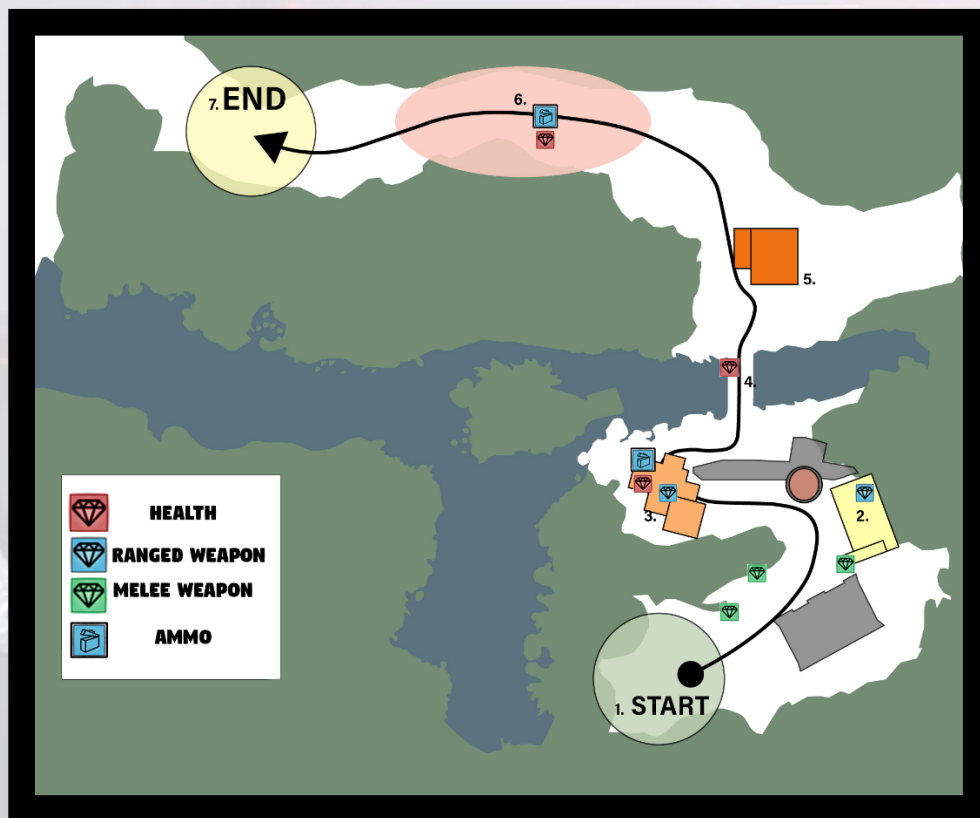 7. END
6.
5.
4.
3.
2.
1. START
HEALTH
RANGED WEAPON
MELEE WEAPON
AMMO